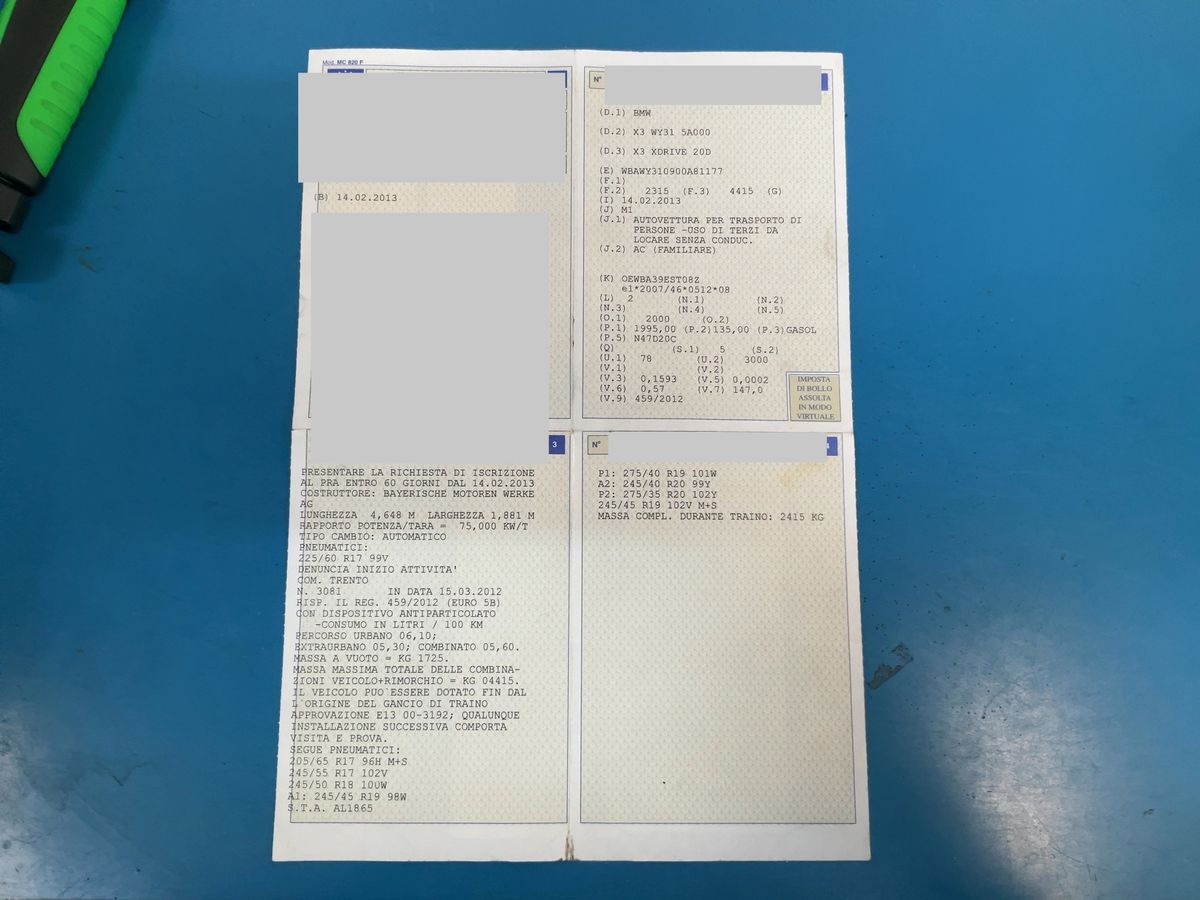 Mod. MC 820 F
(B) 14.02.2013
N°
(D.1) BMW
(D.2) X3 WY31 5A000
(D.3) X3 XDRIVE 20D
(E) WBAWY310900A81177
(F.1)
(F.2) 2315 (F.3) 4415 (G)
(I) 14.02.2013
(J) M1
(J.1) AUTOVETTURA PER TRASPORTO DI
PERSONE -USO DI TERZI DA
LOCARE SENZA CONDUC.
(J.2) AC (FAMILIARE)
(K) OEWBA39EST08Z
e1*2007/46*0512*08
(L) 2 (N.1) (N.2)
(N.3) (N.4) (N.5)
(O.1) 2000 (O.2)
(P.1) 1995,00 (P.2)135,00 (P.3)GASOL
(P.5) N47D20C
(Q) (S.1) 5 (S.2)
(U.1) 78 (U.2) 3000
(V.1) (V.2)
(V.3) 0,1593 (V.5) 0,0002
(V.6) 0,57 (V.7) 147,0
(V.9) 459/2012
IMPOSTA
DI BOLLO
ASSOLTA
IN MODO
VIRTUALE
3
PRESENTARE LA RICHIESTA DI ISCRIZIONE
AL PRA ENTRO 60 GIORNI DAL 14.02.2013
COSTRUTTORE: BAYERISCHE MOTOREN WERKE
AG
LUNGHEZZA 4,648 M LARGHEZZA 1,881 M
RAPPORTO POTENZA/TARA = 75,000 KW/T
TIPO CAMBIO: AUTOMATICO
PNEUMATICI:
225/60 R17 99V
DENUNCIA INIZIO ATTIVITA'
COM. TRENTO
N. 3081 IN DATA 15.03.2012
RISP. IL REG. 459/2012 (EURO 5B)
CON DISPOSITIVO ANTIPARTICOLATO
-CONSUMO IN LITRI / 100 KM
PERCORSO URBANO 06,10;
EXTRAURBANO 05,30; COMBINATO 05,60.
MASSA A VUOTO = KG 1725.
MASSA MASSIMA TOTALE DELLE COMBINA-
ZIONI VEICOLO+RIMORCHIO = KG 04415.
IL VEICOLO PUO'ESSERE DOTATO FIN DAL
L'ORIGINE DEL GANCIO DI TRAINO
APPROVAZIONE E13 00-3192; QUALUNQUE
INSTALLAZIONE SUCCESSIVA COMPORTA
VISITA E PROVA.
SEGUE PNEUMATICI:
205/65 R17 96H M+S
245/55 R17 102V
245/50 R18 100W
A1: 245/45 R19 98W
S.T.A. AL1865
N°
4
P1: 275/40 R19 101W
A2: 245/40 R20 99Y
P2: 275/35 R20 102Y
245/45 R19 102V M+S
MASSA COMPL. DURANTE TRAINO: 2415 KG